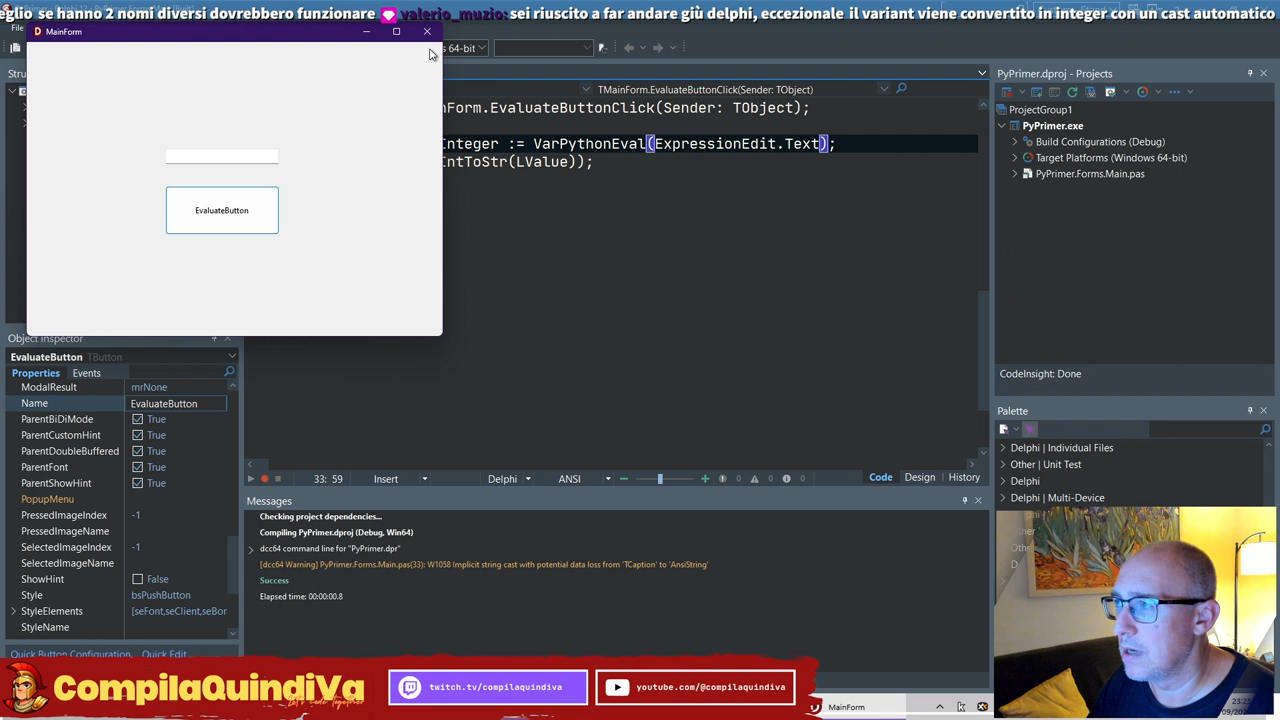 eglio se hanno 2 nomi diversi dovrebbero funzionare valerio_muzio: sei riuscito a far andare giù delphi, eccezionale il variant viene convertito in integer con un cast automatico
MainForm
File
s 64-bit
Stru
PyPrimer.dproj - Projects
TMainForm.EvaluateButtonClick(Sender: TObject)
ProjectGroup1
PyPrimer.exe
Build Configurations (Debug)
Target Platforms (Windows 64-bit)
PyPrimer.Forms.Main.pas
inForm.EvaluateButtonClick(Sender: TObject);
Integer := VarPythonEval(ExpressionEdit.Text);
IntToStr(LValue));
EvaluateButton
Object Inspector
EvaluateButton TButton
Properties Events
ModalResult mrNone
Name EvaluateButton
ParentBiDiMode True
ParentCustomHint True
ParentDoubleBuffered True
ParentFont True
ParentShowHint True
PopupMenu
PressedImageIndex -1
PressedImageName
SelectedImageIndex -1
SelectedImageName
ShowHint False
Style bsPushButton
StyleElements [seFont,seClient,seBor
StyleName
Quick Button Configuration... Quick Edit...
33: 59 Insert Delphi ANSI 0 0 0 Code Design History
Messages
Checking project dependencies...
Compiling PyPrimer.dproj (Debug, Win64)
dcc64 command line for "PyPrimer.dpr"
[dcc64 Warning] PyPrimer.Forms.Main.pas(33): W1058 Implicit string cast with potential data loss from 'TCaption' to 'AnsiString'
Success
Elapsed time: 00:00:00.8
CodeInsight: Done
Palette
Delphi | Individual Files
Other | Unit Test
Delphi
Delphi | Multi-Device
CompilaQuindiVa
Let's Code Together
twitch.tv/compilaquindiva
youtube.com/@compilaquindiva
MainForm